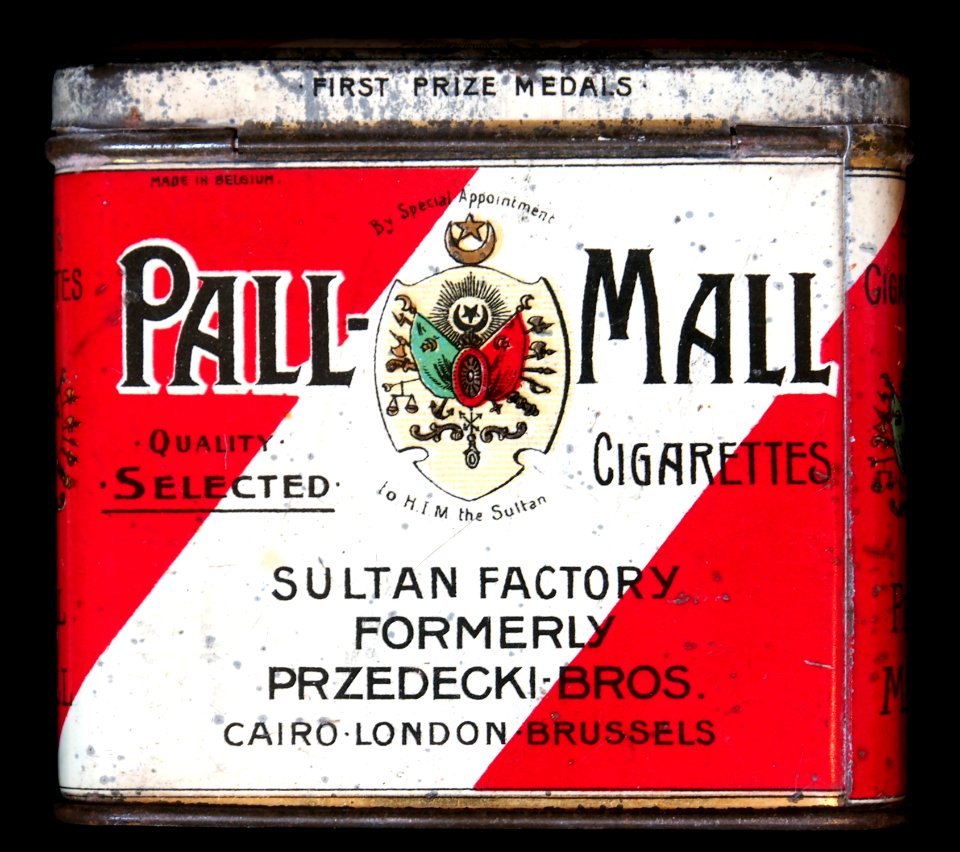 ·FIRST PRIZE MEDALS·
MADE IN BELGIUM.
By Special Appointment
PALL-MALL
·QUALITY·
·SELECTED·
CIGARETTES
to H.I.M the Sultan
SULTAN FACTORY
FORMERLY
PRZEDECKI·BROS.
CAIRO·LONDON·BRUSSELS